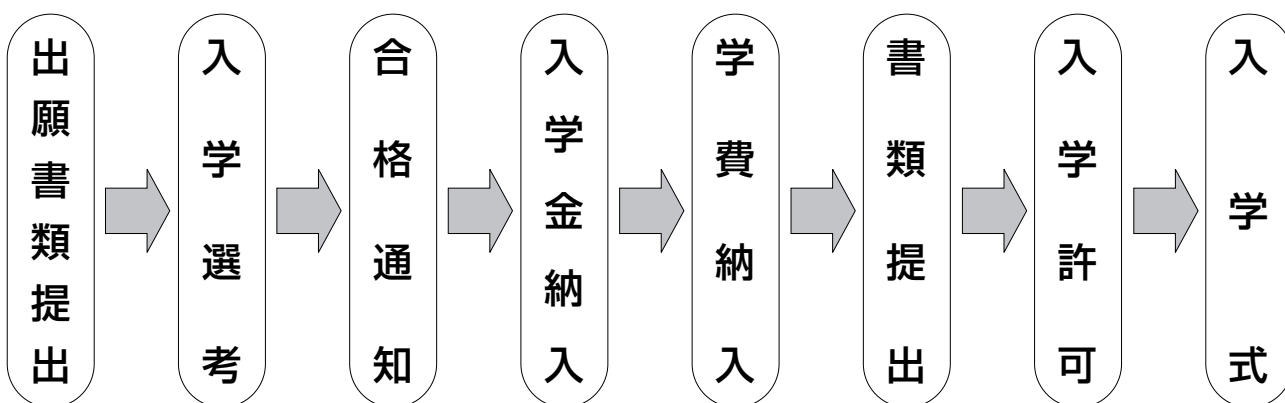 出願書類提出
入学選考
合格通知
入学金納入
学費納入
書類提出
入学許可
入学式